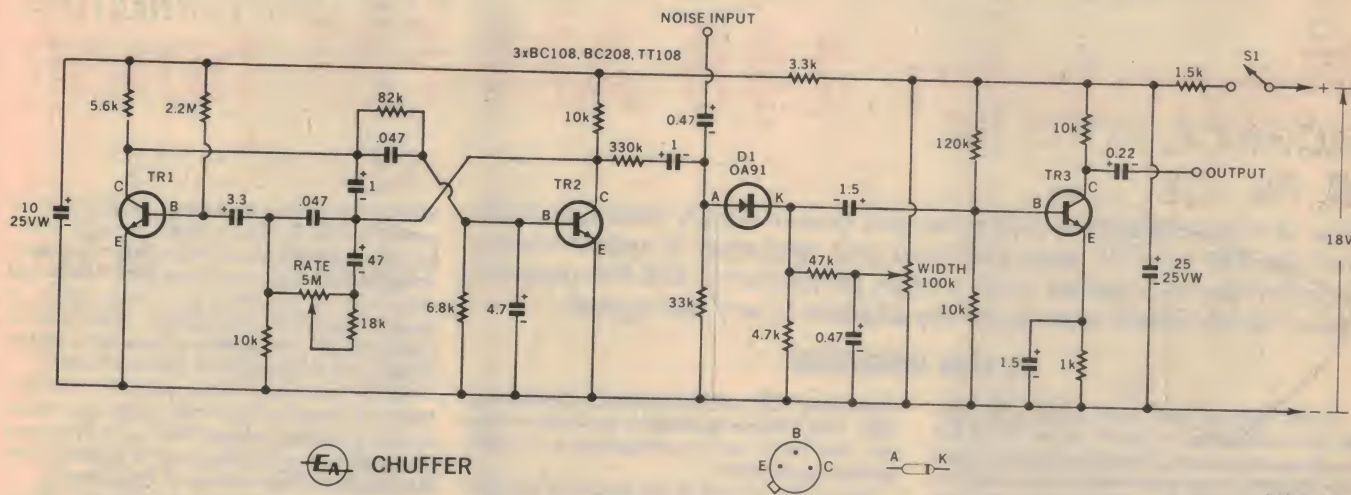 NOISE INPUT
3xBC108, BC208, TT108
3.3k
S1
1.5k
+
5.6k
2.2M
82k
.047
10k
0.47
330k
1
D1
OA91
120k
10k
0.22
OUTPUT
TR1
C
B
E
3.3
.047
1
TR2
C
B
E
A
K
1.5
TR3
C
B
E
10
25VW
RATE
5M
47
18k
10k
6.8k
4.7
33k
47k
4.7k
0.47
WIDTH
100k
10k
1.5
1k
25
25VW
18V
EA CHUFFER
B
E C
A K